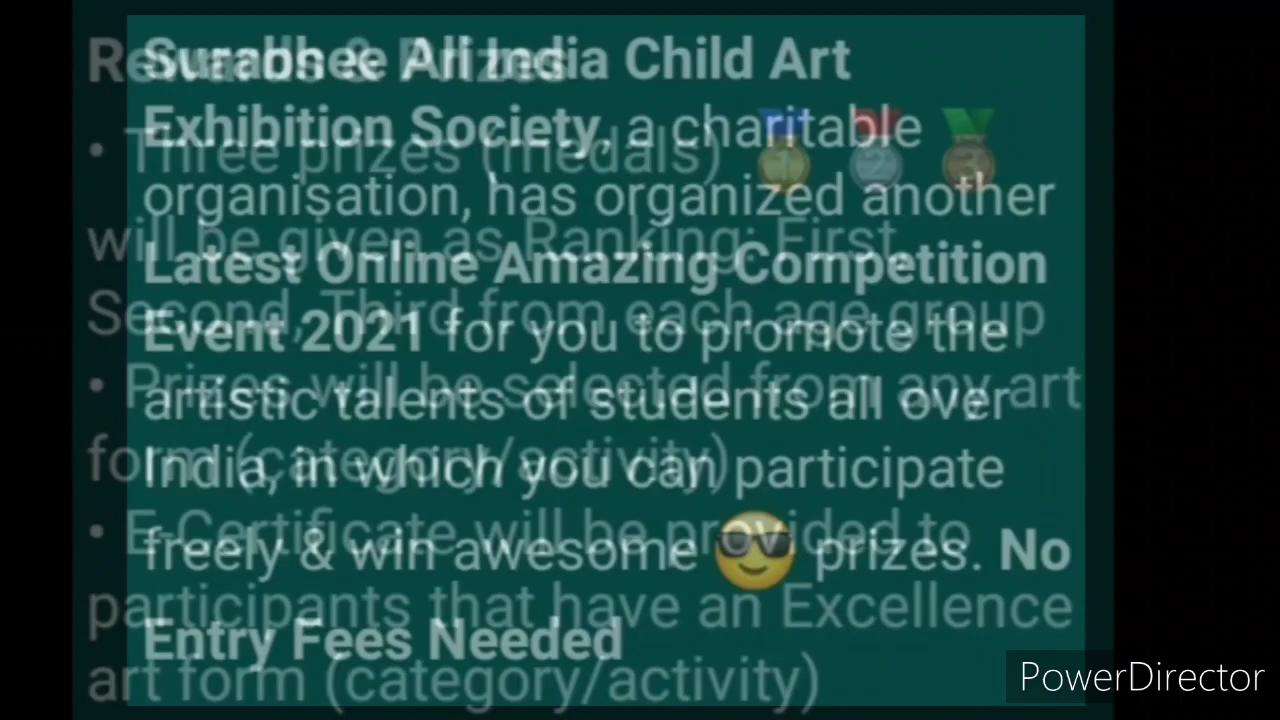 Surabhee All India Child Art
Exhibition Society, a charitable
organisation, has organized another
Latest Online Amazing Competition
Event 2021 for you to promote the
artistic talents of students all over
India, in which you can participate
freely & win awesome 😎 prizes. No
Entry Fees Needed
Rewards & Prizes
• Three prizes (medals) 🥇 🥈 🥉
will be given as Ranking: First,
Second, Third from each age group
• Prizes will be selected from any art
form (category/activity)
• E-Certificate will be provided to
participants that have an Excellence
art form (category/activity)
PowerDirector